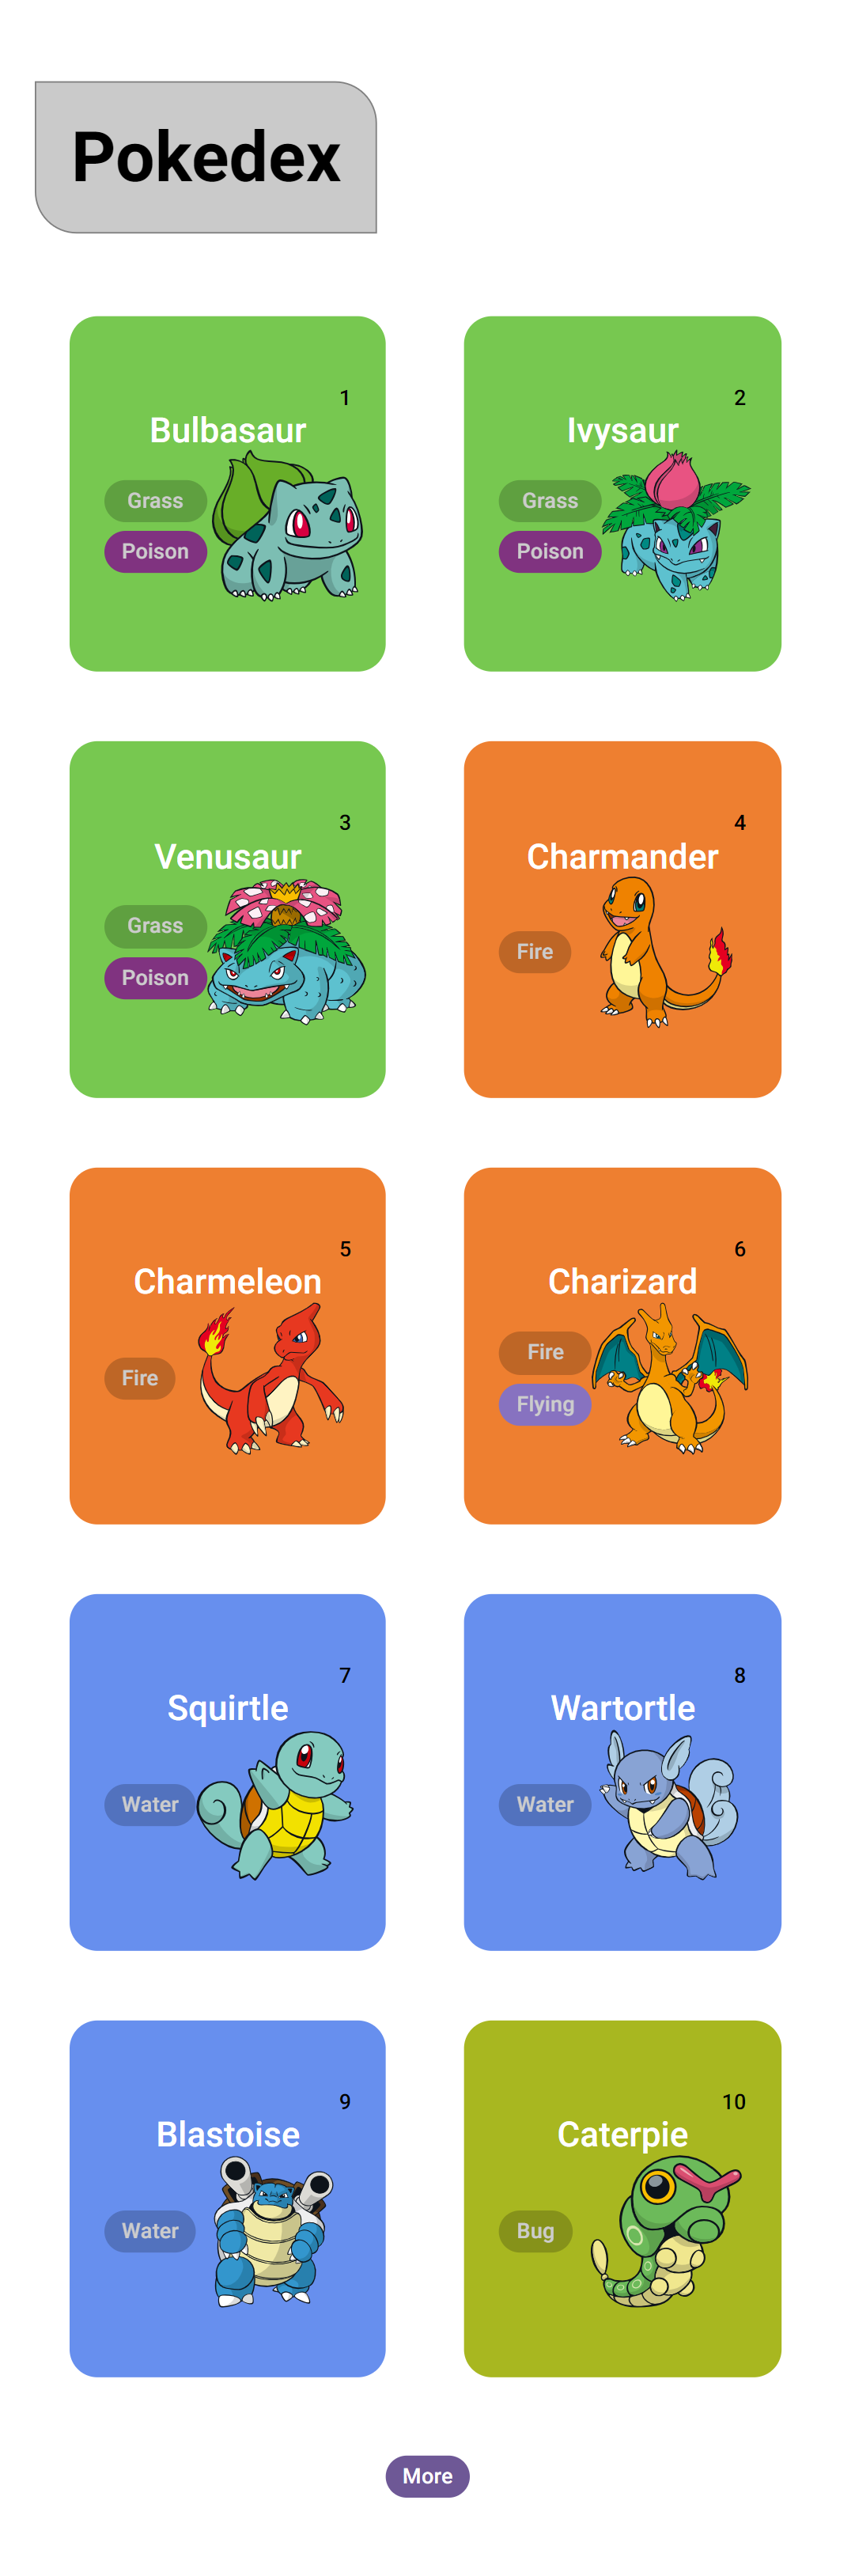 Pokedex
1
Bulbasaur
Grass
Poison
2
Ivysaur
Grass
Poison
3
Venusaur
Grass
Poison
4
Charmander
Fire
5
Charmeleon
Fire
6
Charizard
Fire
Flying
7
Squirtle
Water
8
Wartortle
Water
9
Blastoise
Water
10
Caterpie
Bug
More